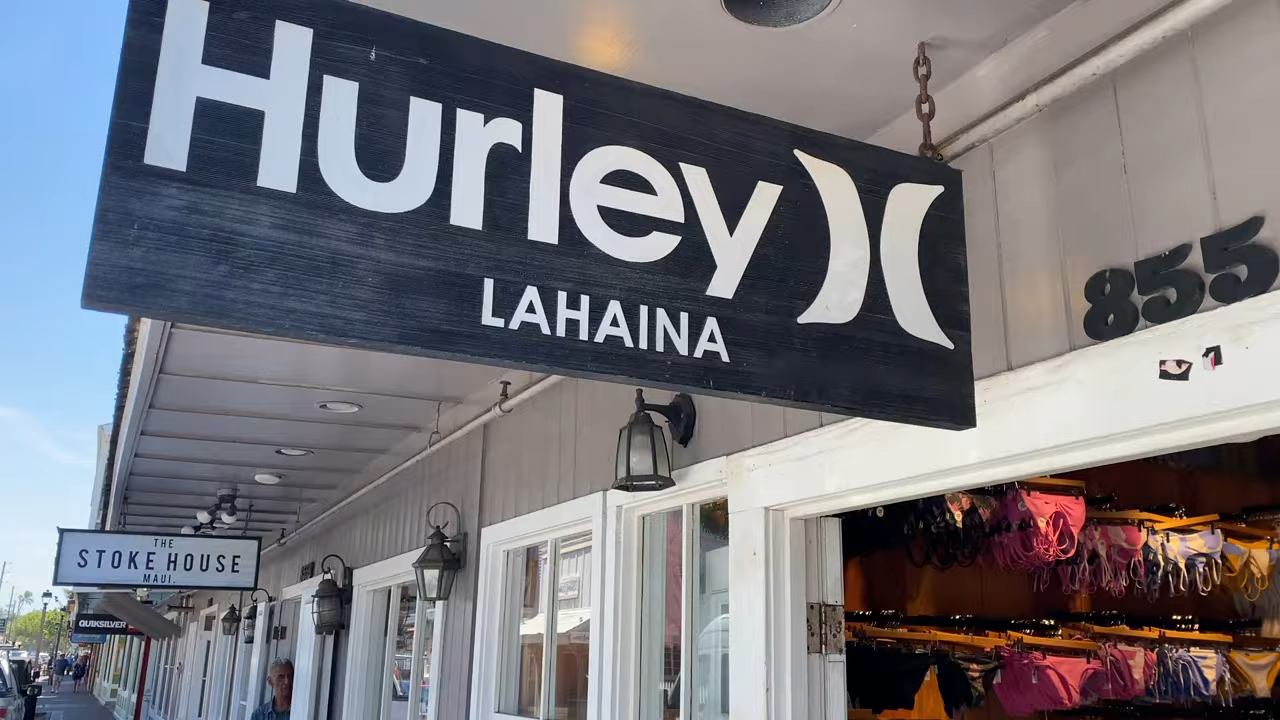 Hurley
LAHAINA
855
THE
STOKE HOUSE
MAUI.
QUIKSILVER